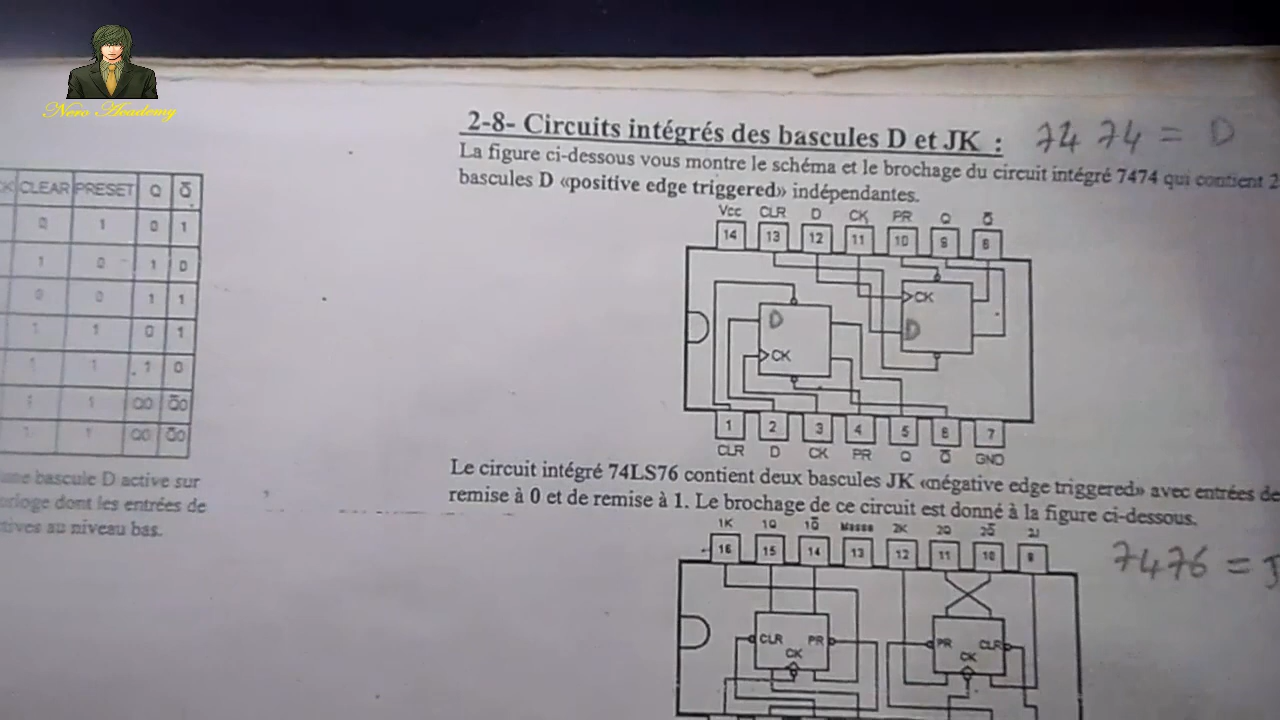 Nero Academy
CLEAR PRESET Q Q̅
0 1 0 1
1 0 1 0
0 0 1 1
1 1 0 1
1 1 1 0
1 1 Q0 Q̅0
1 1 Q0 Q̅0
une bascule D active sur
dont les entrées de
au niveau bas.
2-8- Circuits intégrés des bascules D et JK :
7474 = D
La figure ci-dessous vous montre le schéma et le brochage du circuit intégré 7474 qui contient 2
bascules D «positive edge triggered» indépendantes.
Vcc CLR D CK PR Q Q̅
14 13 12 11 10 9 8
CK
D
D
CK
1 2 3 4 5 6 7
CLR D CK PR Q Q̅ GND
Le circuit intégré 74LS76 contient deux bascules JK «négative edge triggered» avec entrées de
remise à 0 et de remise à 1. Le brochage de ce circuit est donné à la figure ci-dessous.
1K 1Q 1Q̅ Masse 2K 2Q 2Q̅ 2J
16 15 14 13 12 11 10 9
7476 = J
CLR PR
CK
PR CLR
CK